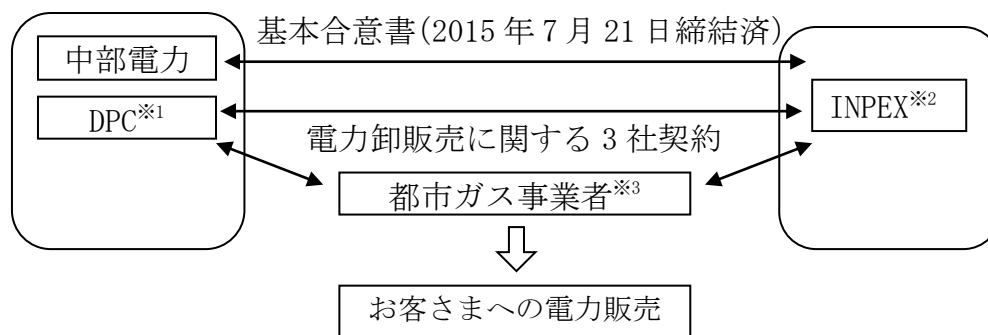 基本合意書(2015年7月21日締結済)
中部電力
DPC※1
INPEX※2
電力卸販売に関する3社契約
都市ガス事業者※3
お客さまへの電力販売